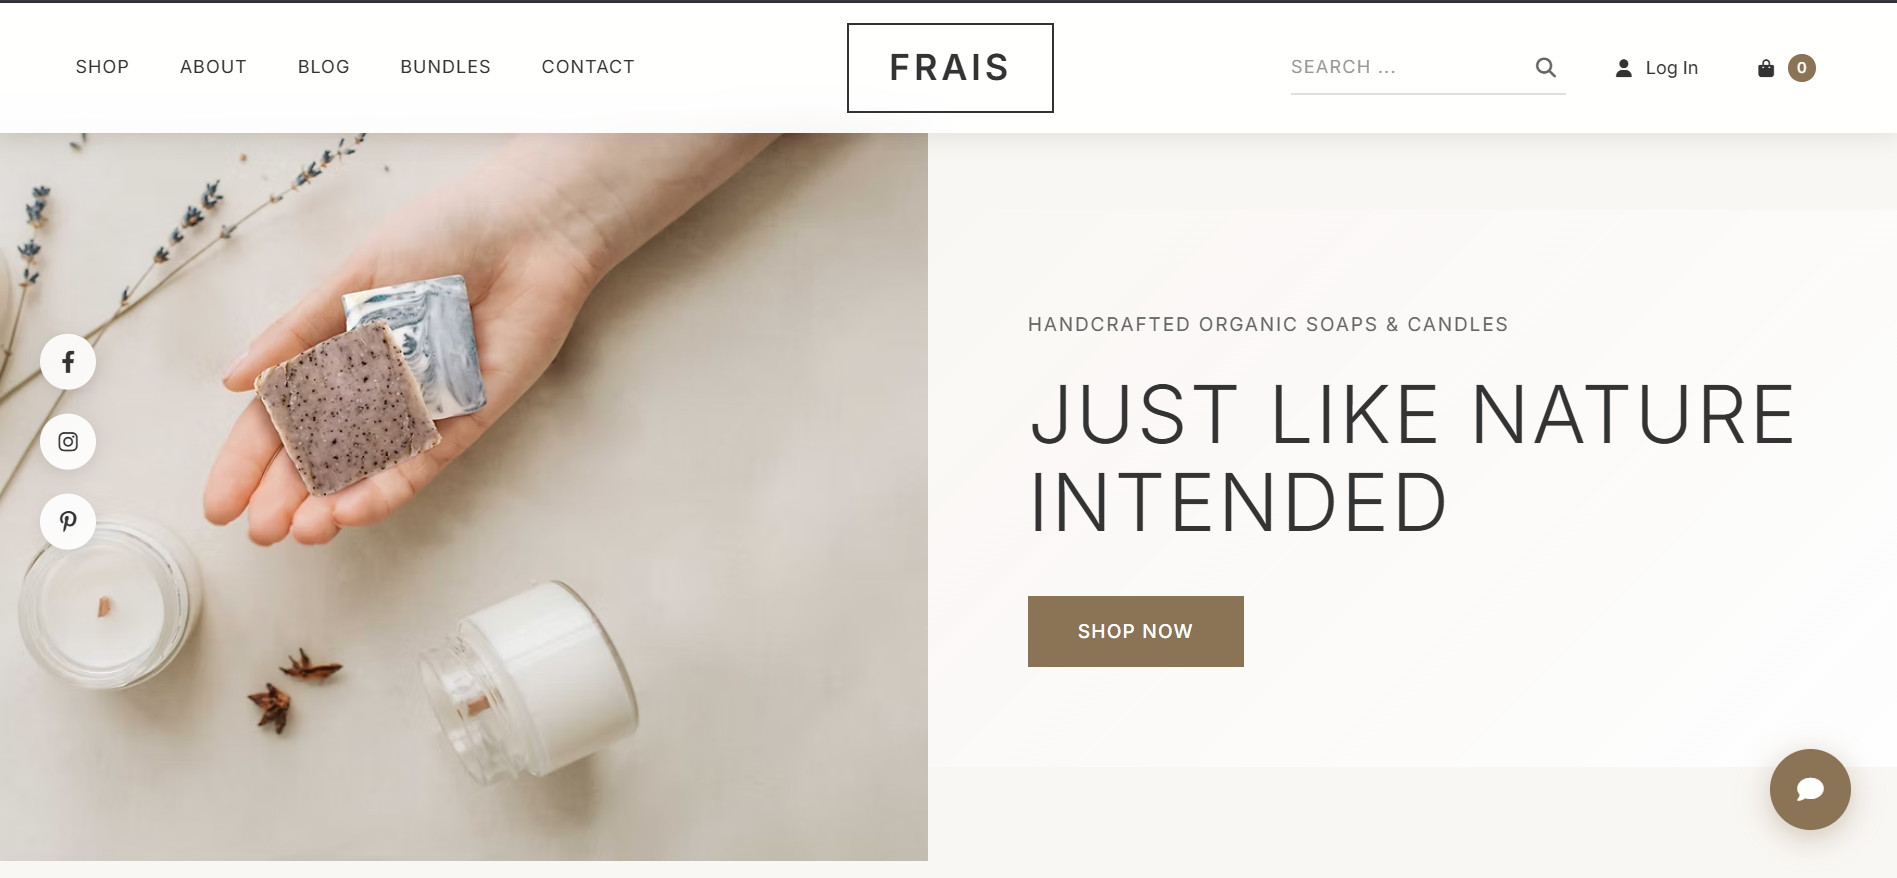 SHOP ABOUT BLOG BUNDLES CONTACT
FRAIS
SEARCH ...
Log In
0
HANDCRAFTED ORGANIC SOAPS & CANDLES
JUST LIKE NATURE
INTENDED
SHOP NOW